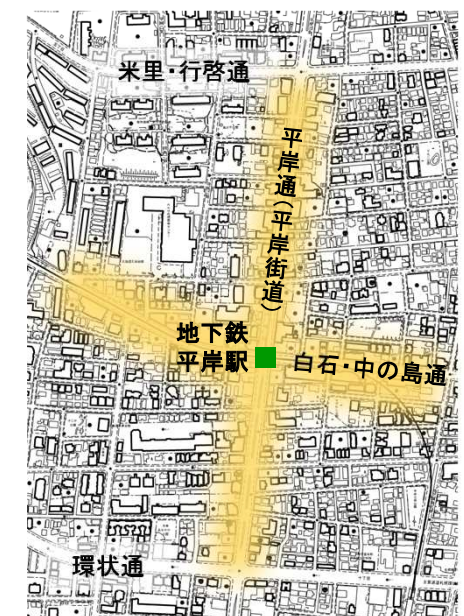 米里・行啓通
平岸通(平岸街道)
地下鉄
平岸駅
白石・中の島通
環状通